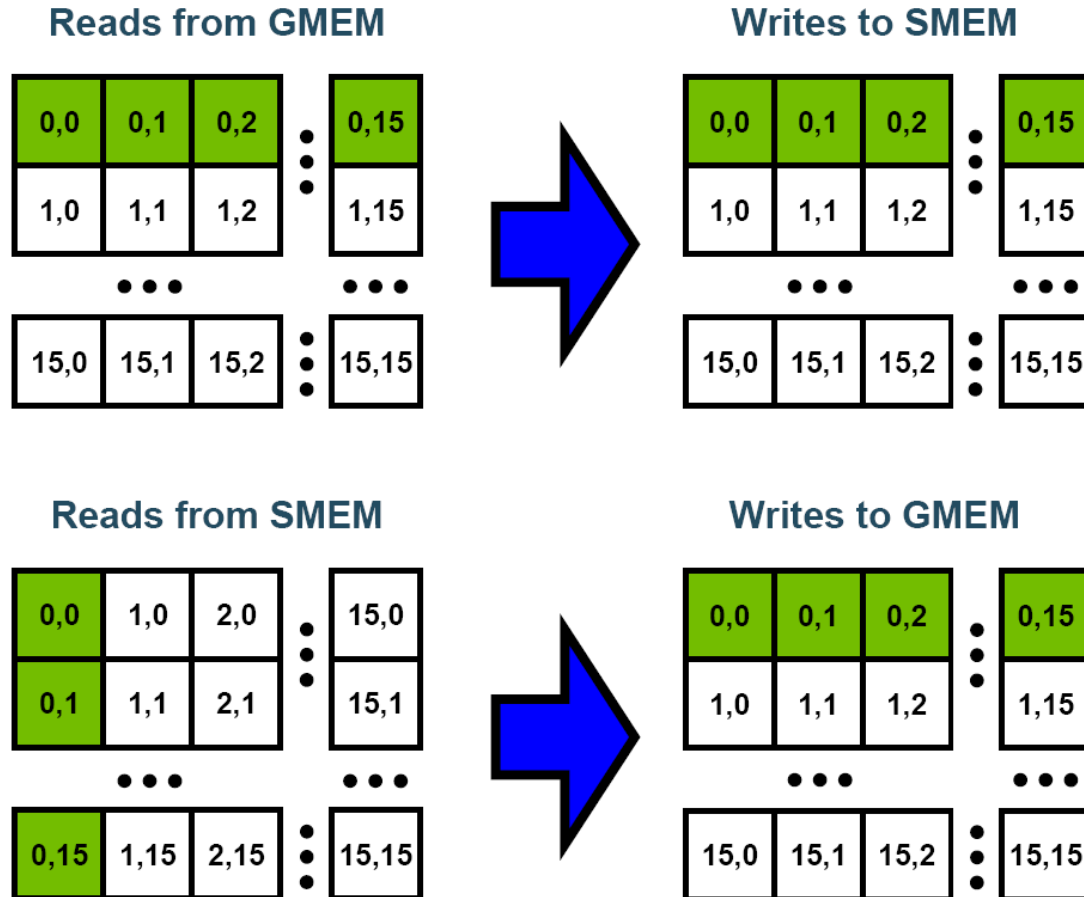 Reads from GMEM
Writes to SMEM
0,0 0,1 0,2 0,15
1,0 1,1 1,2 1,15
15,0 15,1 15,2 15,15
0,0 0,1 0,2 0,15
1,0 1,1 1,2 1,15
15,0 15,1 15,2 15,15
Reads from SMEM
Writes to GMEM
0,0 1,0 2,0 15,0
0,1 1,1 2,1 15,1
0,15 1,15 2,15 15,15
0,0 0,1 0,2 0,15
1,0 1,1 1,2 1,15
15,0 15,1 15,2 15,15